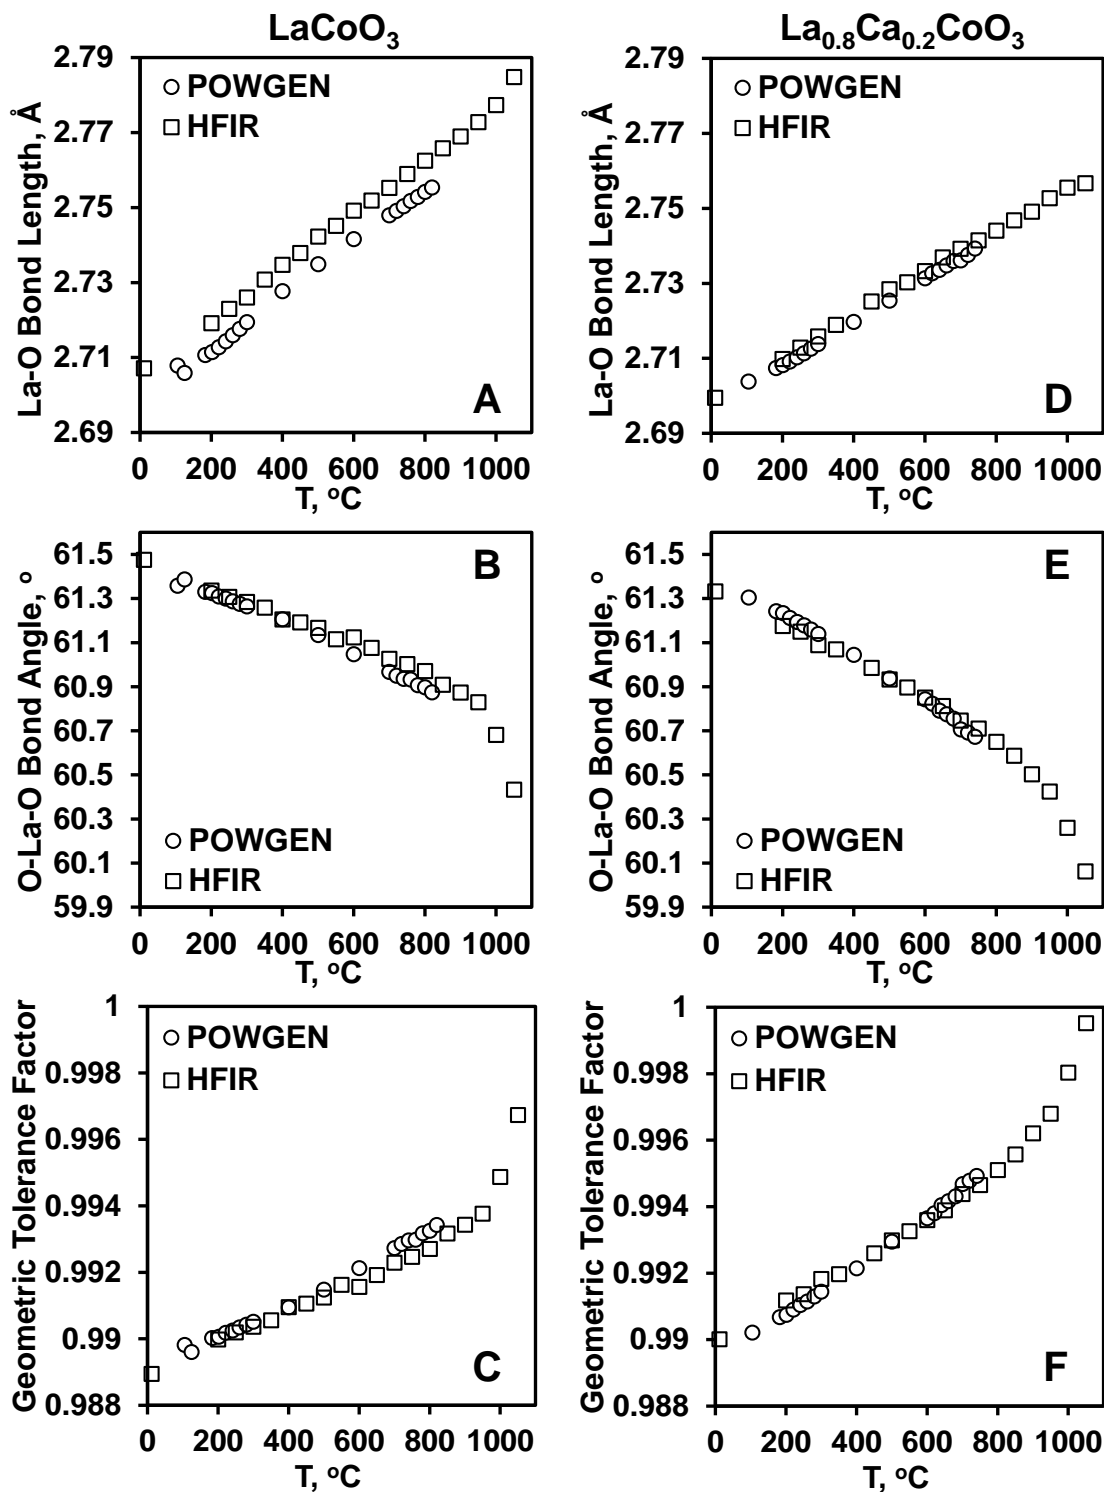 LaCoO3
La-O Bond Length, Å
2.79
2.77
2.75
2.73
2.71
2.69
POWGEN
HFIR
A
0 200 400 600 800 1000
T, ºC
La0.8Ca0.2CoO3
La-O Bond Length, Å
2.79
2.77
2.75
2.73
2.71
2.69
POWGEN
HFIR
D
0 200 400 600 800 1000
T, ºC
O-La-O Bond Angle, º
61.5
61.3
61.1
60.9
60.7
60.5
60.3
60.1
59.9
B
POWGEN
HFIR
0 200 400 600 800 1000
T, ºC
O-La-O Bond Angle, º
61.5
61.3
61.1
60.9
60.7
60.5
60.3
60.1
59.9
E
POWGEN
HFIR
0 200 400 600 800 1000
T, ºC
Geometric Tolerance Factor
1
0.998
0.996
0.994
0.992
0.99
0.988
POWGEN
HFIR
C
0 200 400 600 800 1000
T, ºC
Geometric Tolerance Factor
1
0.998
0.996
0.994
0.992
0.99
0.988
POWGEN
HFIR
F
0 200 400 600 800 1000
T, ºC